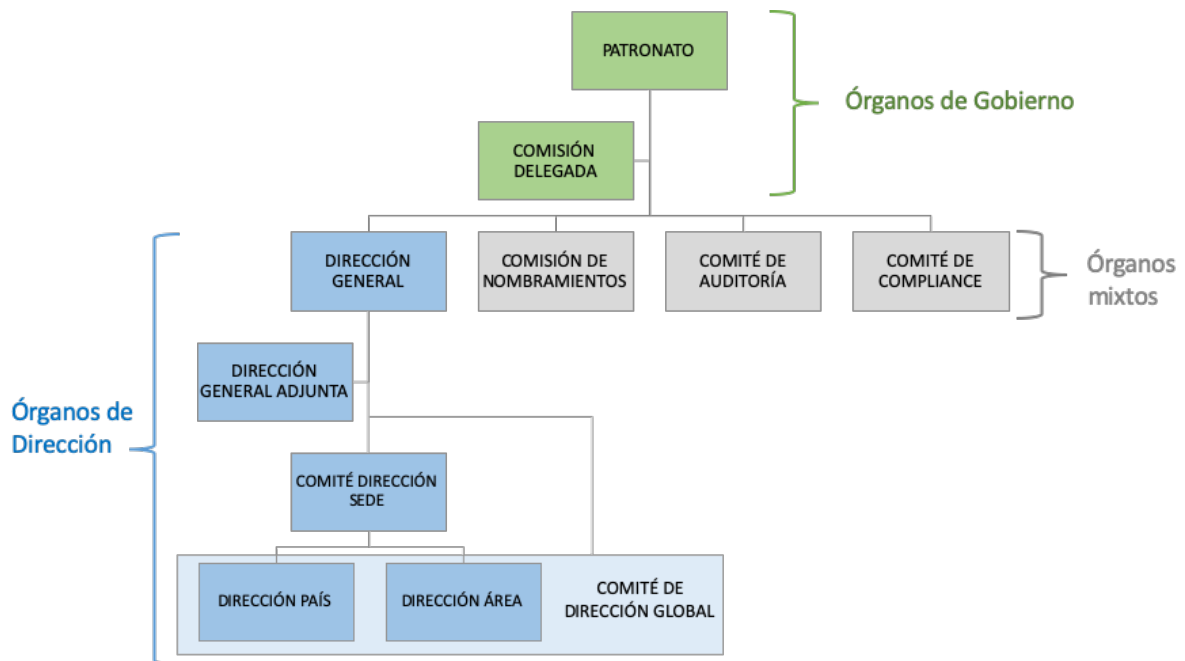 PATRONATO
Órganos de Gobierno
COMISIÓN
DELEGADA
DIRECCIÓN
GENERAL
COMISIÓN DE
NOMBRAMIENTOS
COMITÉ DE
AUDITORÍA
COMITÉ DE
COMPLIANCE
Órganos
mixtos
DIRECCIÓN
GENERAL ADJUNTA
Órganos de
Dirección
COMITÉ DIRECCIÓN
SEDE
DIRECCIÓN PAÍS
DIRECCIÓN ÁREA
COMITÉ DE
DIRECCIÓN GLOBAL